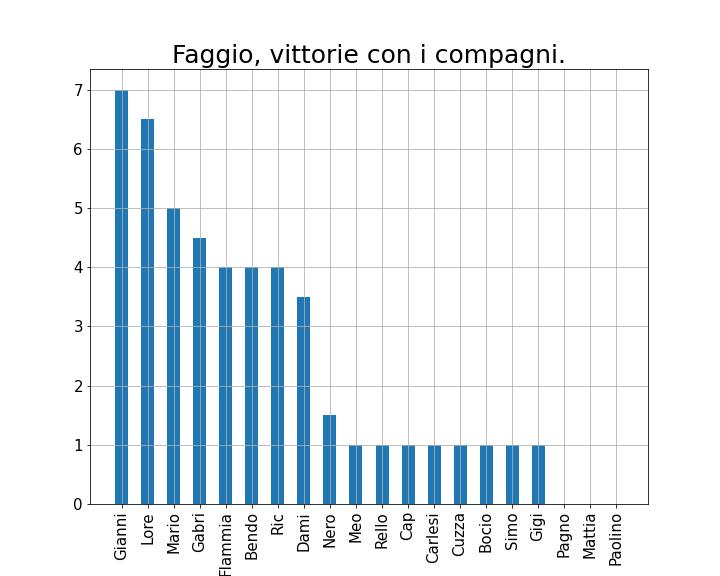 Faggio, vittorie con i compagni.
7
6
5
4
3
2
1
0
Gianni
Lore
Mario
Gabri
Flammia
Bendo
Ric
Dami
Nero
Meo
Rello
Cap
Carlesi
Cuzza
Bocio
Simo
Gigi
Pagno
Mattia
Paolino